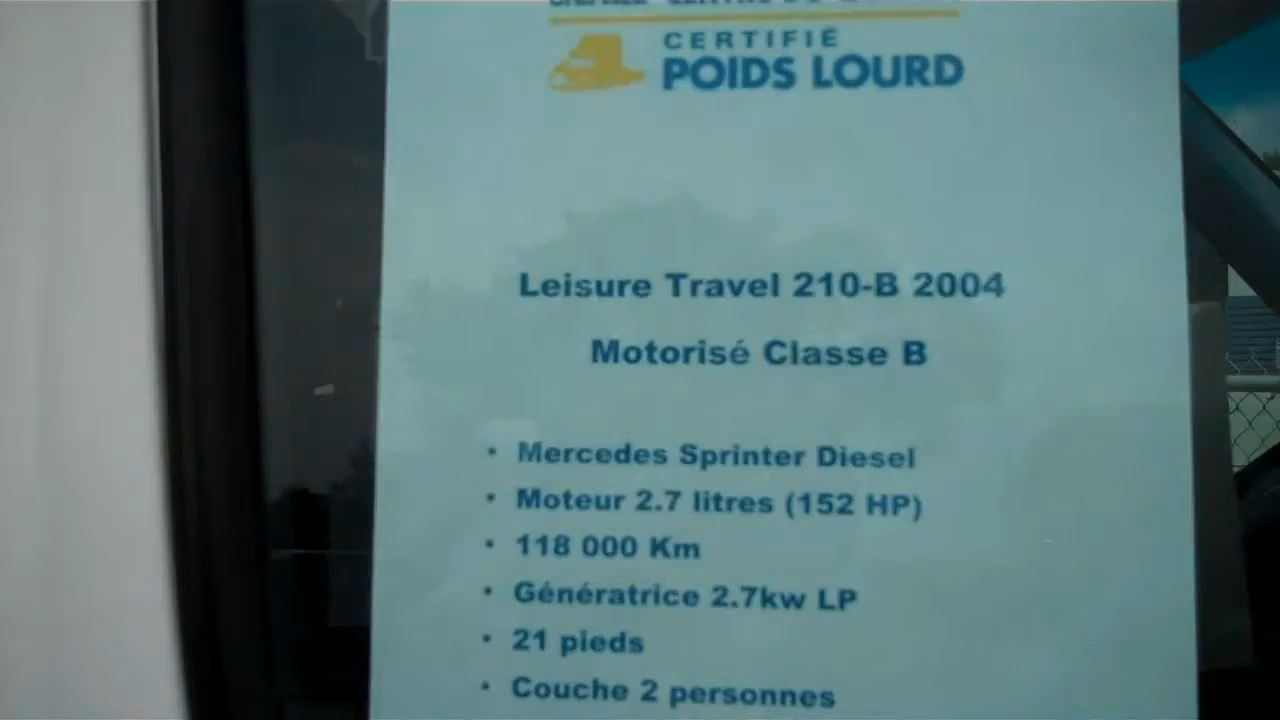 CERTIFIÉ
POIDS LOURD
Leisure Travel 210-B 2004
Motorisé Classe B
• Mercedes Sprinter Diesel
• Moteur 2.7 litres (152 HP)
• 118 000 Km
• Génératrice 2.7kw LP
• 21 pieds
• Couche 2 personnes